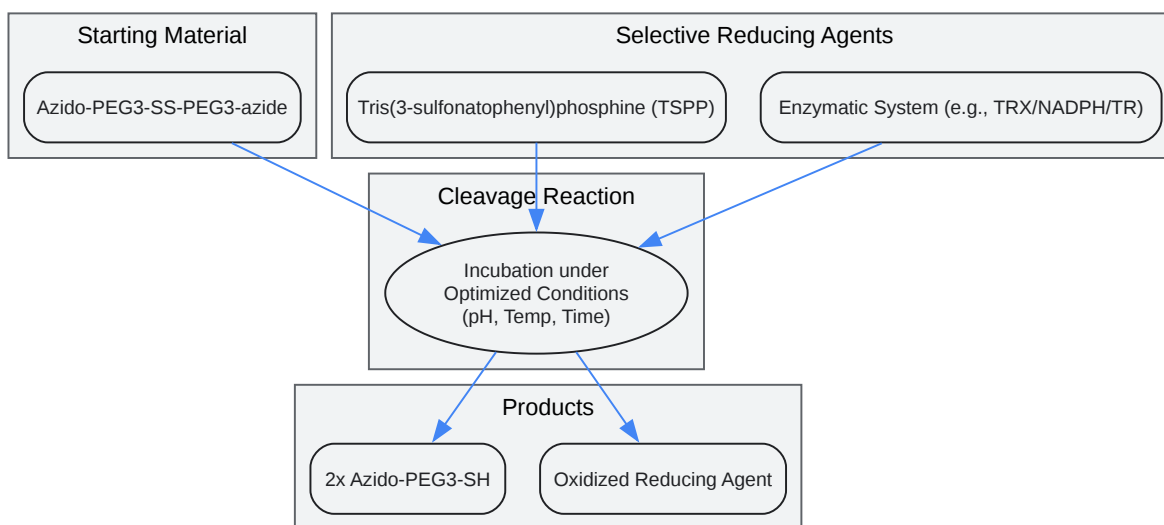 Starting Material
Selective Reducing Agents
Azido-PEG3-SS-PEG3-azide
Tris(3-sulfonatophenyl)phosphine (TSPP)
Enzymatic System (e.g., TRX/NADPH/TR)
Cleavage Reaction
Incubation under
Optimized Conditions
(pH, Temp, Time)
Products
2x Azido-PEG3-SH
Oxidized Reducing Agent